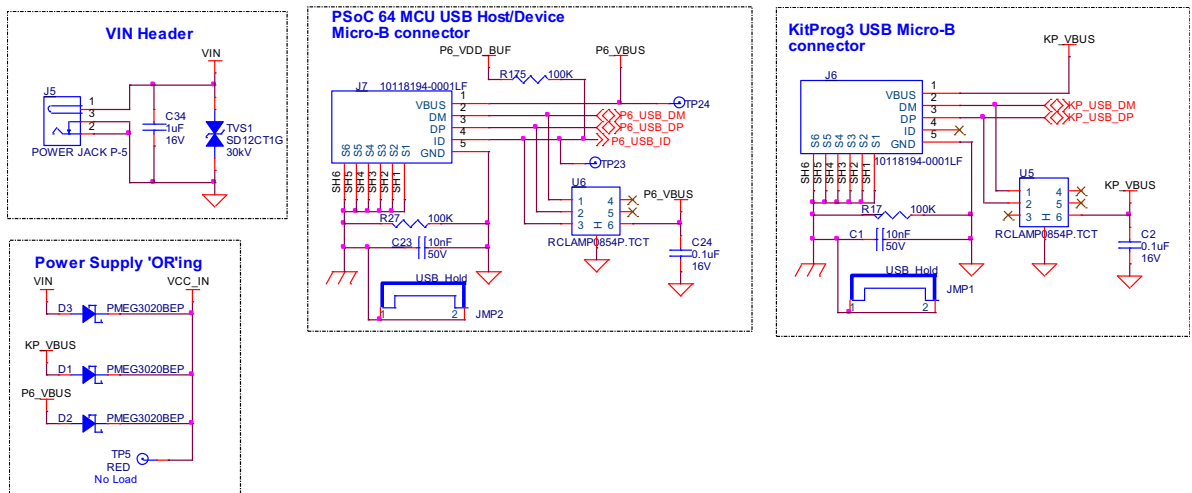 VIN Header
VIN
J5
1
3
2
POWER JACK P-5
C34
1uF
16V
TVS1
SD12CT1G
30kV
Power Supply 'OR'ing
VIN
VCC_IN
D3
PMEG3020BEP
KP_VBUS
D1
PMEG3020BEP
P6_VBUS
D2
PMEG3020BEP
TP5
RED
No Load
PSoC 64 MCU USB Host/Device
Micro-B connector
P6_VDD_BUF
P6_VBUS
R175
100K
J7
10118194-0001LF
VBUS
1
DM
2
DP
3
ID
4
GND
5
TP24
P6_USB_DM
P6_USB_DP
P6_USB_ID
TP23
S6
S5
S4
S3
S2
S1
SH6
SH5
SH4
SH3
SH2
SH1
R27
100K
C23
10nF
50V
USB_Hold
1
2
JMP2
U6
1
2
3
4
5
6
H
RCLAMP0854P.TCT
P6_VBUS
C24
0.1uF
16V
KitProg3 USB Micro-B
connector
KP_VBUS
J6
VBUS
1
DM
2
DP
3
ID
4
GND
5
KP_USB_DM
KP_USB_DP
10118194-0001LF
S6
S5
S4
S3
S2
S1
SH6
SH5
SH4
SH3
SH2
SH1
R17
100K
C1
10nF
50V
USB_Hold
1
2
JMP1
U5
1
2
3
4
5
6
H
RCLAMP0854P.TCT
KP_VBUS
C2
0.1uF
16V